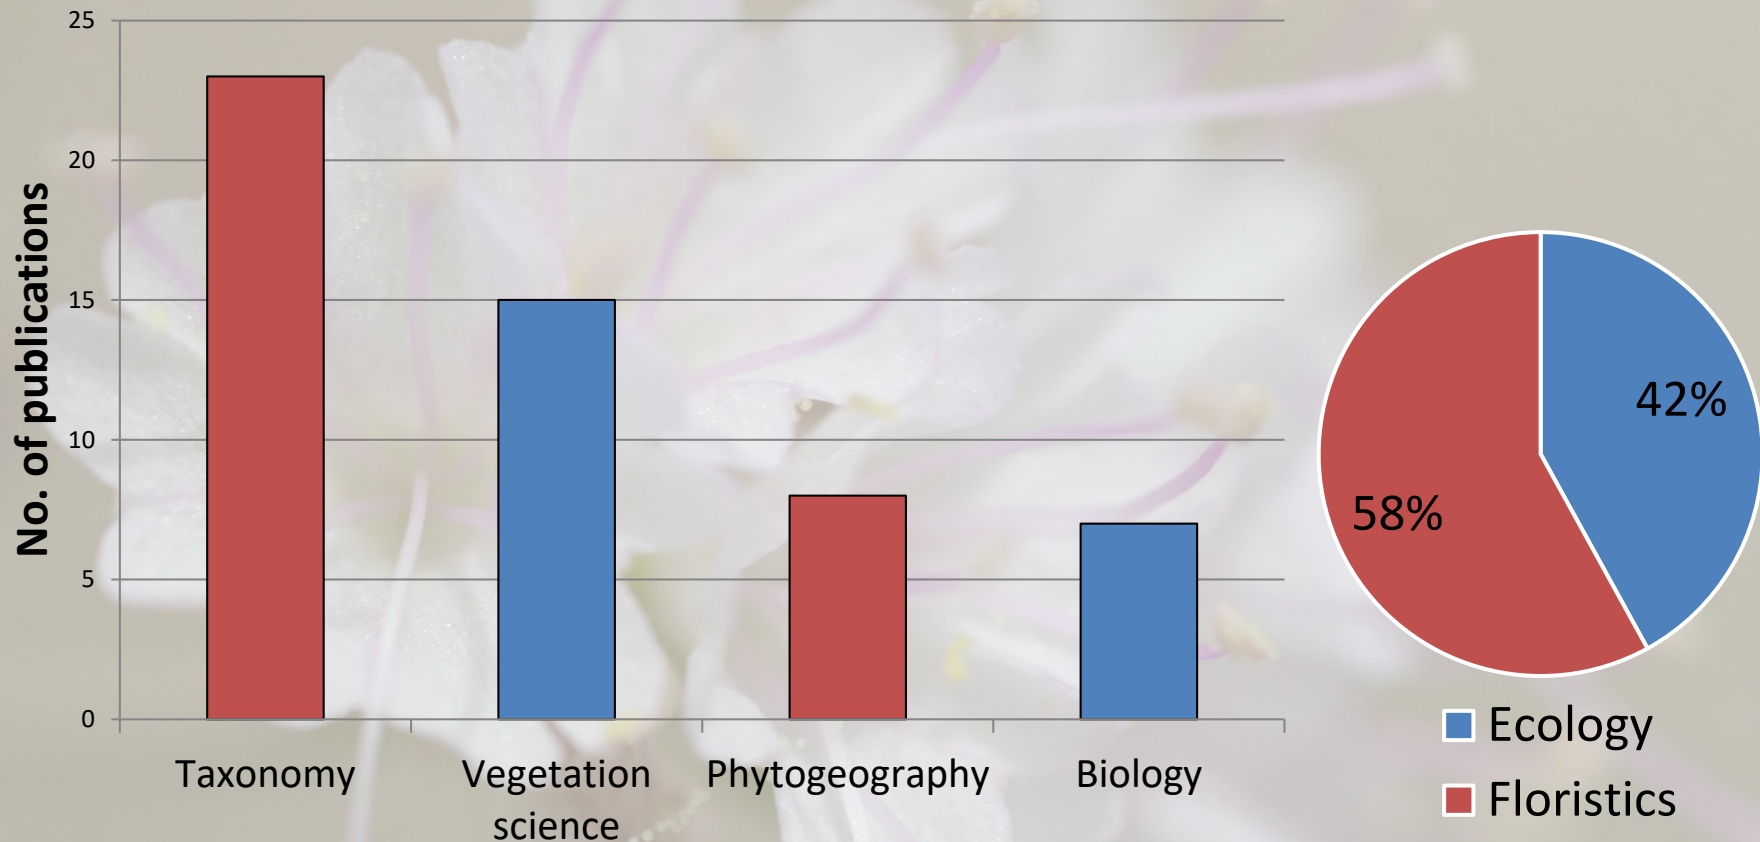 25
20
15
10
5
0
No. of publications
Taxonomy
Vegetation
science
Phytogeography
Biology
42%
58%
Ecology
Floristics